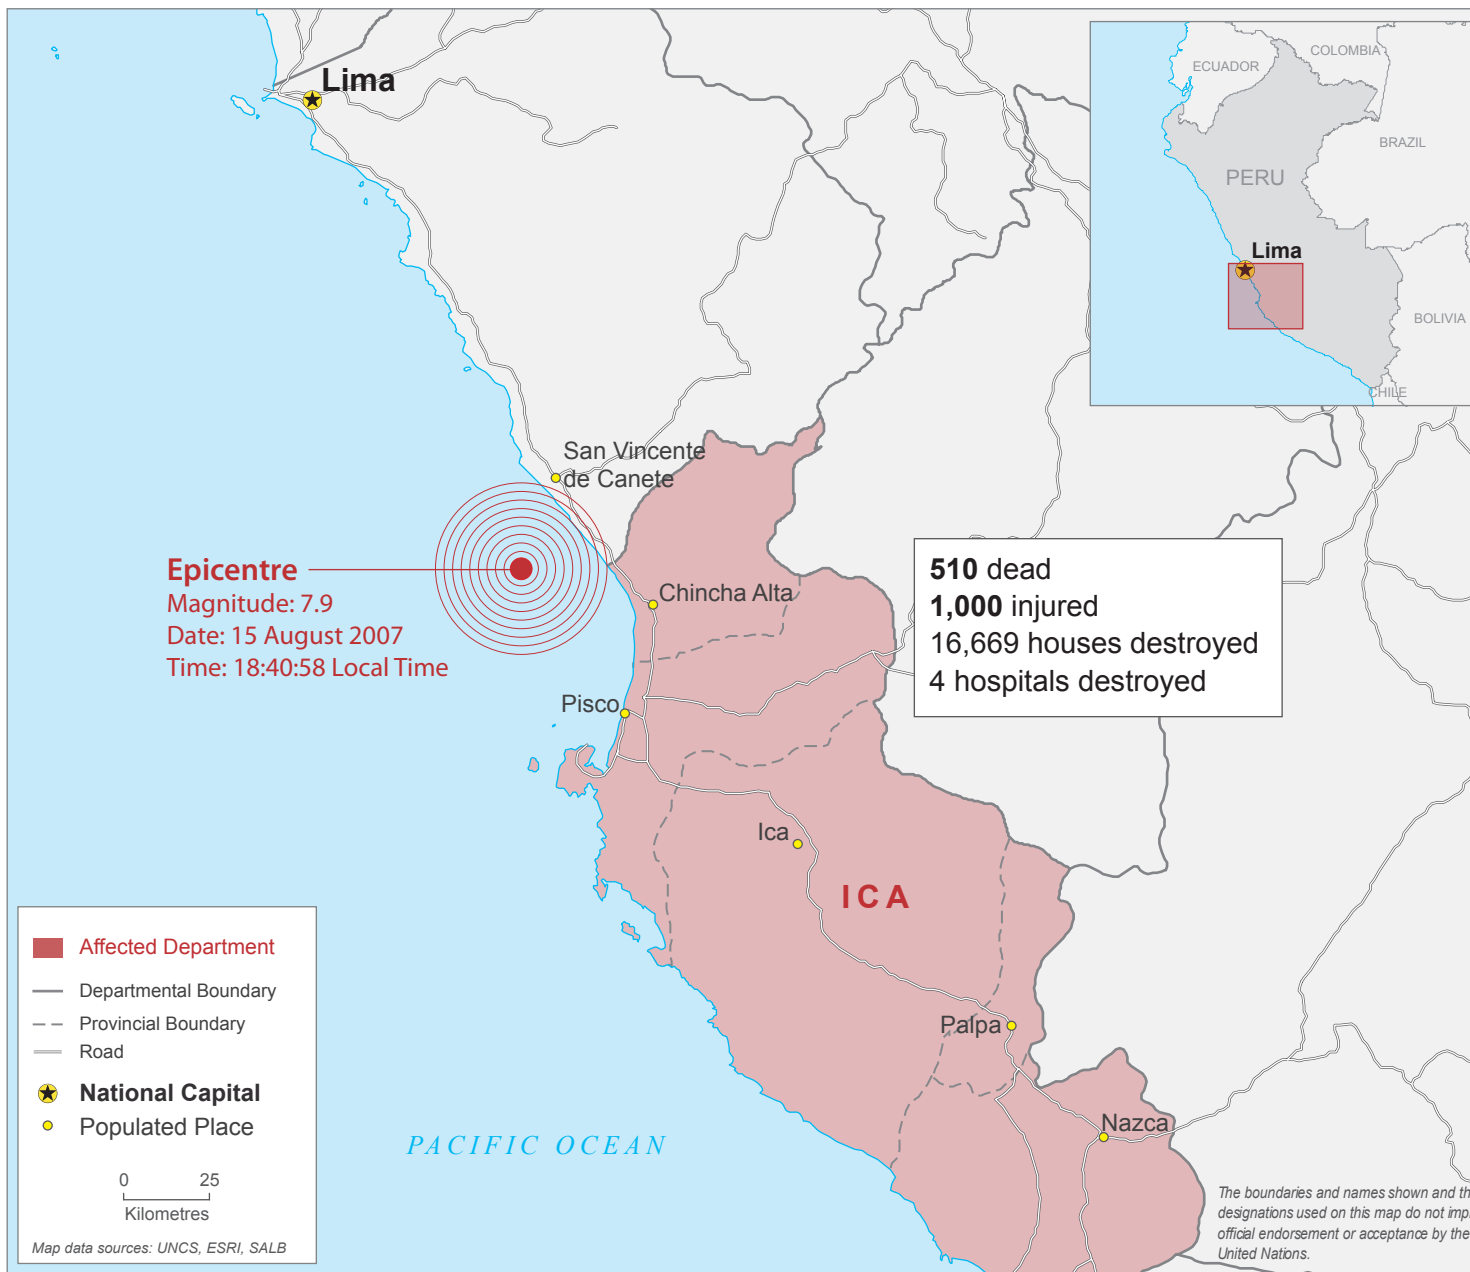 Lima
COLOMBIA
ECUADOR
BRAZIL
PERU
Lima
BOLIVIA
CHILE
San Vincente
de Canete
Epicentre
Magnitude: 7.9
Date: 15 August 2007
Time: 18:40:58 Local Time
Chincha Alta
510 dead
1,000 injured
16,669 houses destroyed
4 hospitals destroyed
Pisco
Ica
ICA
Palpa
Nazca
PACIFIC OCEAN
Affected Department
Departmental Boundary
Provincial Boundary
Road
National Capital
Populated Place
0 25
Kilometres
Map data sources: UNCS, ESRI, SALB
The boundaries and names shown and th
designations used on this map do not imp
official endorsement or acceptance by the
United Nations.